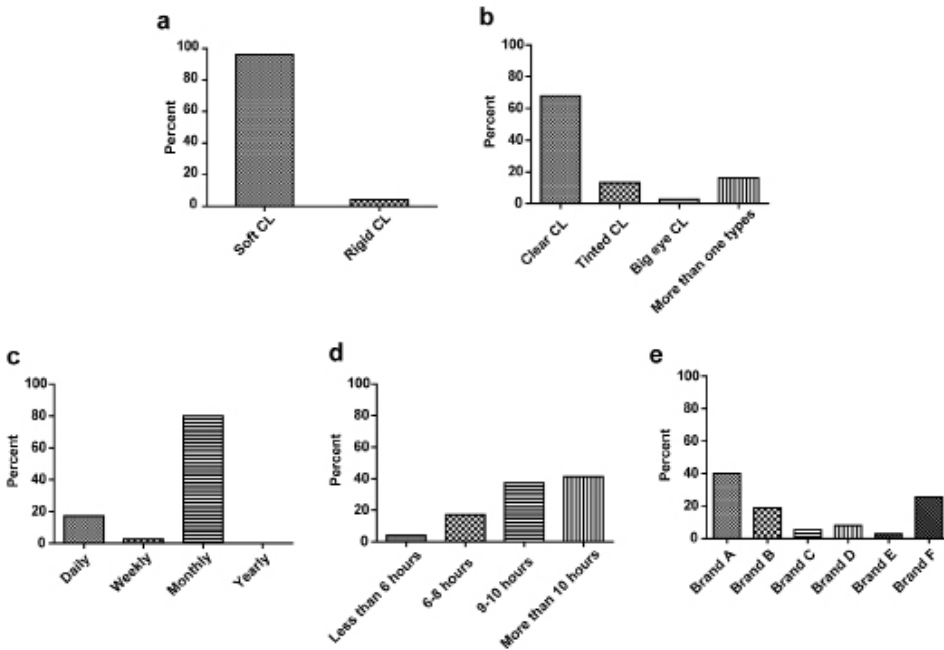 a
100
80
60
40
20
0
Percent
Soft CL
Rigid CL
b
100
80
60
40
20
0
Percent
Clear CL
Tinted CL
Big eye CL
More than one types
c
100
80
60
40
20
0
Percent
Daily
Weekly
Monthly
Yearly
d
100
80
60
40
20
0
Percent
Less than 6 hours
6-8 hours
9-10 hours
More than 10 hours
e
100
80
60
40
20
0
Percent
Brand A
Brand B
Brand C
Brand D
Brand E
Brand F